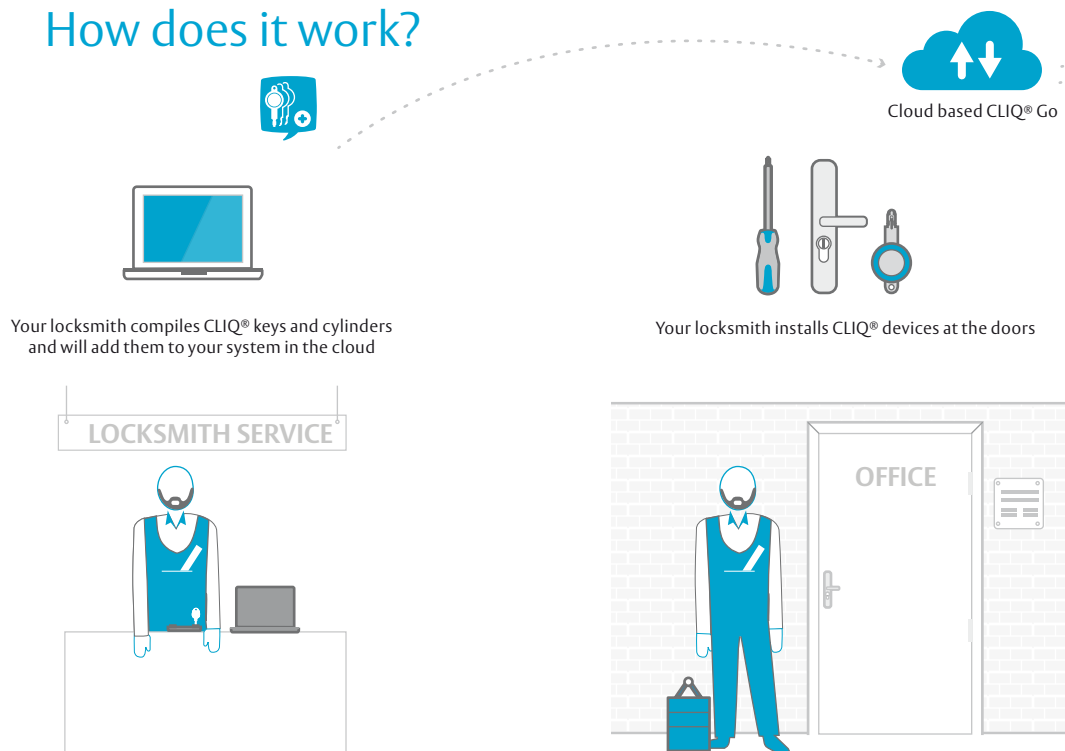 How does it work?
Cloud based CLIQ® Go
Your locksmith compiles CLIQ® keys and cylinders
and will add them to your system in the cloud
Your locksmith installs CLIQ® devices at the doors
LOCKSMITH SERVICE
OFFICE